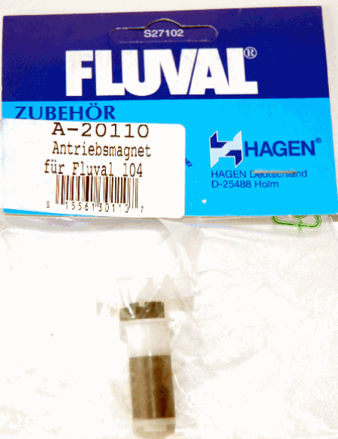 S27102
FLUVAL®
ZUBEHÖR
A-20110
Antriebsmagnet
für Fluval 104
HAGEN®
HAGEN Deutschland
D-25488 Holm